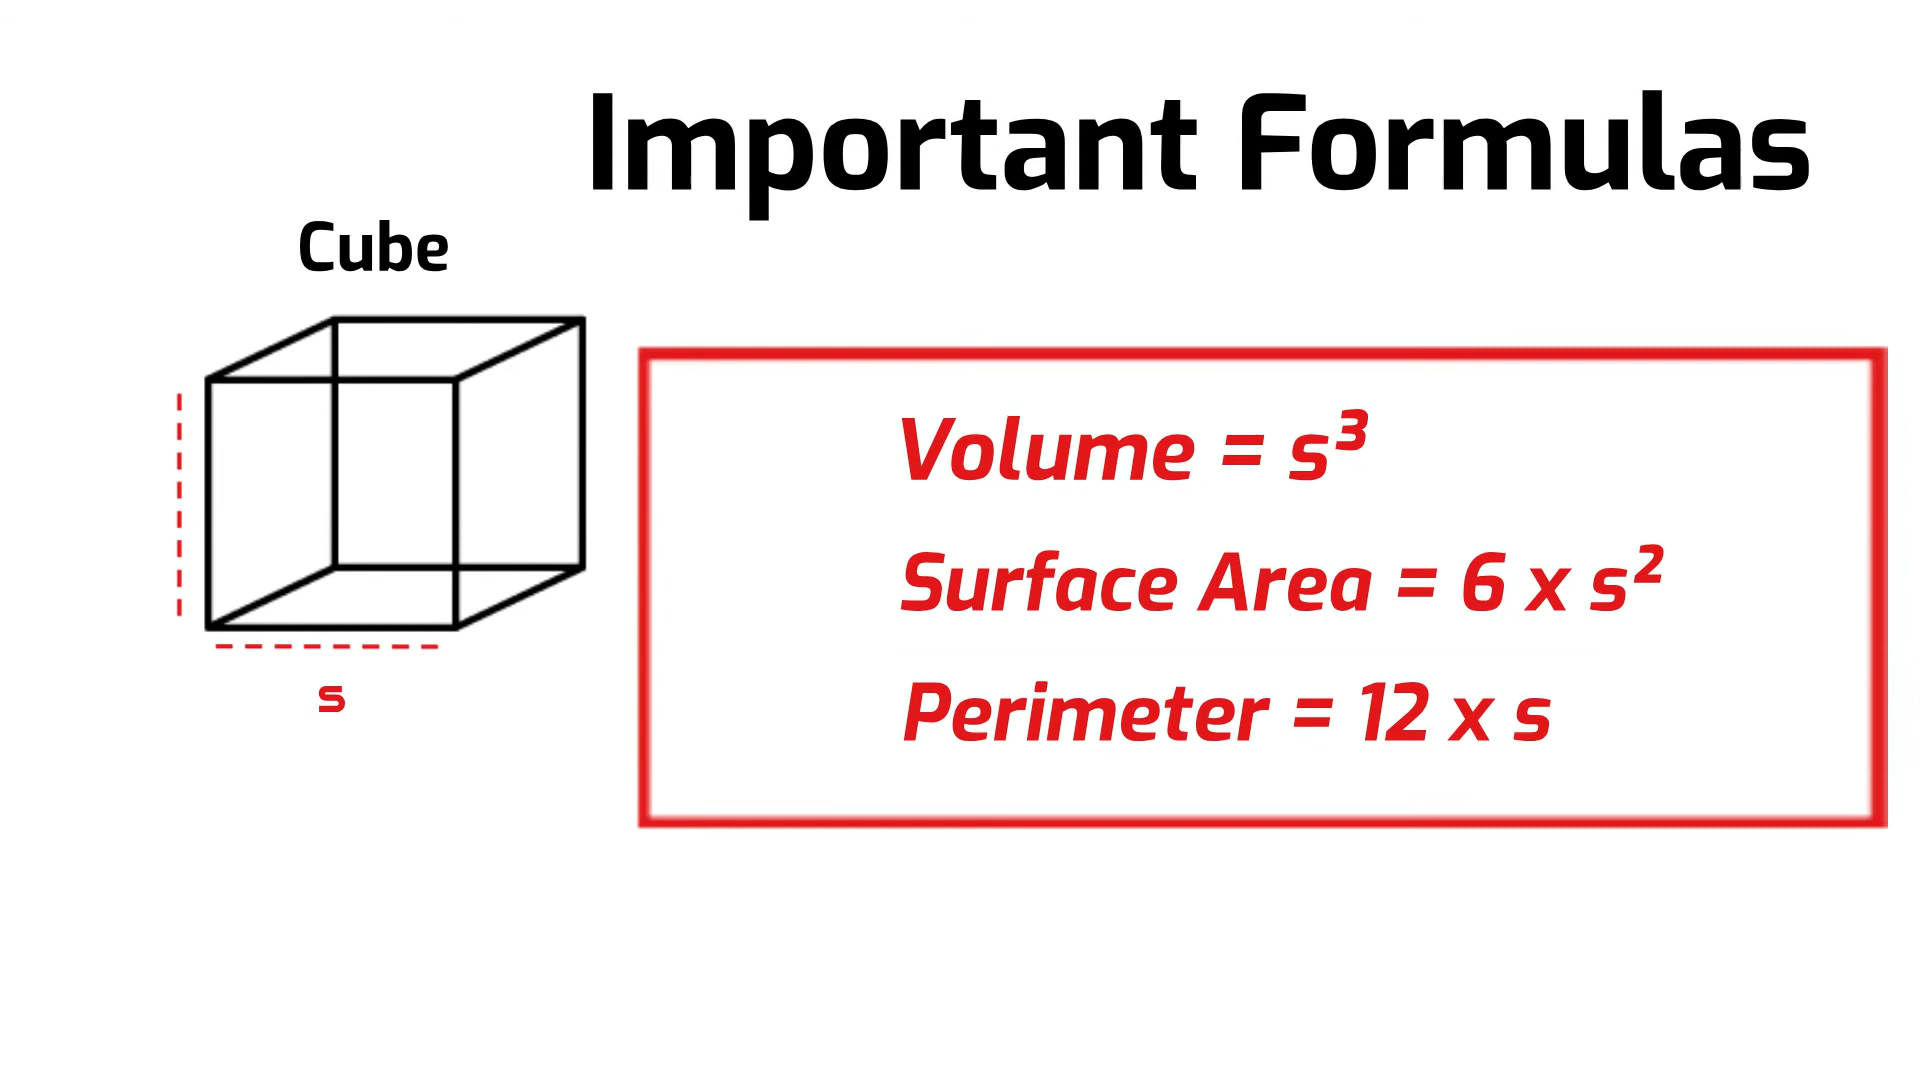 Important Formulas
Cube
Volume = s³
Surface Area = 6 x s²
Perimeter = 12 x s
s